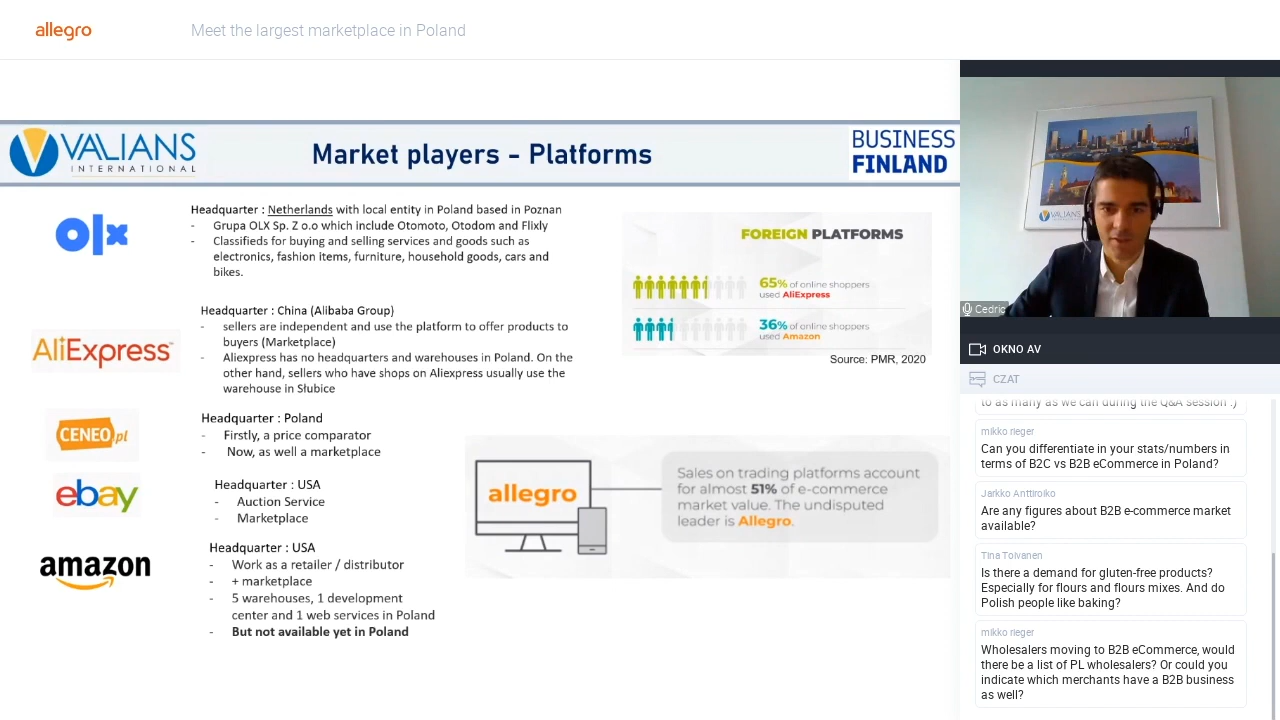 allegro
Meet the largest marketplace in Poland
VALIANS
INTERNATIONAL
Market players - Platforms
BUSINESS
FINLAND
olx
Headquarter : Netherlands with local entity in Poland based in Poznan
- Grupa OLX Sp. Z o.o which include Otomoto, Otodom and Flixly
- Classifieds for buying and selling services and goods such as
electronics, fashion items, furniture, household goods, cars and
bikes.
AliExpress
Headquarter : China (Alibaba Group)
- sellers are independent and use the platform to offer products to
buyers (Marketplace)
- Aliexpress has no headquarters and warehouses in Poland. On the
other hand, sellers who have shops on Aliexpress usually use the
warehouse in Słubice
CENEO.pl
Headquarter : Poland
- Firstly, a price comparator
- Now, as well a marketplace
ebay
Headquarter : USA
- Auction Service
- Marketplace
amazon
Headquarter : USA
- Work as a retailer / distributor
- + marketplace
- 5 warehouses, 1 development
center and 1 web services in Poland
- But not available yet in Poland
FOREIGN PLATFORMS
65% of online shoppers
used AliExpress
36% of online shoppers
used Amazon
Source: PMR, 2020
allegro
Sales on trading platforms account
for almost 51% of e-commerce
market value. The undisputed
leader is Allegro.
VALIANS
Cedric
OKNO AV
CZAT
to as many as we can during the Q&A session :)
mikko rieger
Can you differentiate in your stats/numbers in
terms of B2C vs B2B eCommerce in Poland?
Jarkko Anttiroiko
Are any figures about B2B e-commerce market
available?
Tina Toivanen
Is there a demand for gluten-free products?
Especially for flours and flours mixes. And do
Polish people like baking?
mikko rieger
Wholesalers moving to B2B eCommerce, would
there be a list of PL wholesalers? Or could you
indicate which merchants have a B2B business
as well?